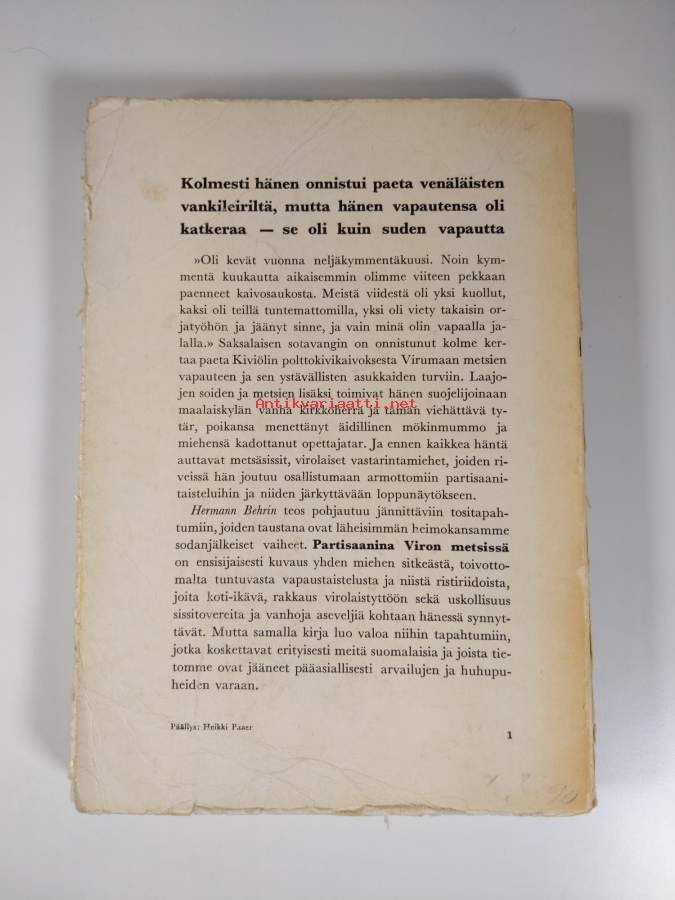 Kolmesti hänen onnistui paeta venäläisten
vankileiriltä, mutta hänen vapautensa oli
katkeraa — se oli kuin suden vapautta
»Oli kevät vuonna neljäkymmentäkuusi. Noin kym-
mentä kuukautta aikaisemmin olimme viiteen pekkaan
paenneet kaivosaukosta. Meistä viidestä oli yksi kuollut,
kaksi oli teillä tuntemattomilla, yksi oli viety takaisin or-
jatyöhön ja jäänyt sinne, ja vain minä olin vapaalla ja-
lalla.» Saksalaisen sotavangin on onnistunut kolme ker-
taa paeta Kiviölin polttokivikaivoksesta Virumaan metsien
vapauteen ja sen ystävällisten asukkaiden turviin. Laajo-
jen soiden ja metsien lisäksi toimivat hänen suojelijoinaan
Antikvariaatti.net
maalaiskylän vanha kirkkoherra ja tämän viehättävä ty-
tär, poikansa menettänyt äidillinen mökinmummo ja
miehensä kadottanut opettajatar. Ja ennen kaikkea häntä
auttavat metsäsissit, virolaiset vastarintamiehet, joiden ri-
veissä hän joutuu osallistumaan armottomiin partisaani-
taisteluihin ja niiden järkyttävään loppunäytökseen.
Hermann Behrin teos pohjautuu jännittäviin tositapah-
tumiin, joiden taustana ovat läheisimmän heimokansamme
sodanjälkeiset vaiheet. Partisaanina Viron metsissä
on ensisijaisesti kuvaus yhden miehen sitkeästä, toivotto-
malta tuntuvasta vapaustaistelusta ja niistä ristiriidoista,
joita koti-ikävä, rakkaus virolaistyttöön sekä uskollisuus
sissitovereita ja vanhoja aseveljiä kohtaan hänessä synnyt-
tävät. Mutta samalla kirja luo valoa niihin tapahtumiin,
jotka koskettavat erityisesti meitä suomalaisia ja joista tie-
tomme ovat jääneet pääasiallisesti arvailujen ja huhupu-
heiden varaan.
Päällys: Heikki Paaer
1